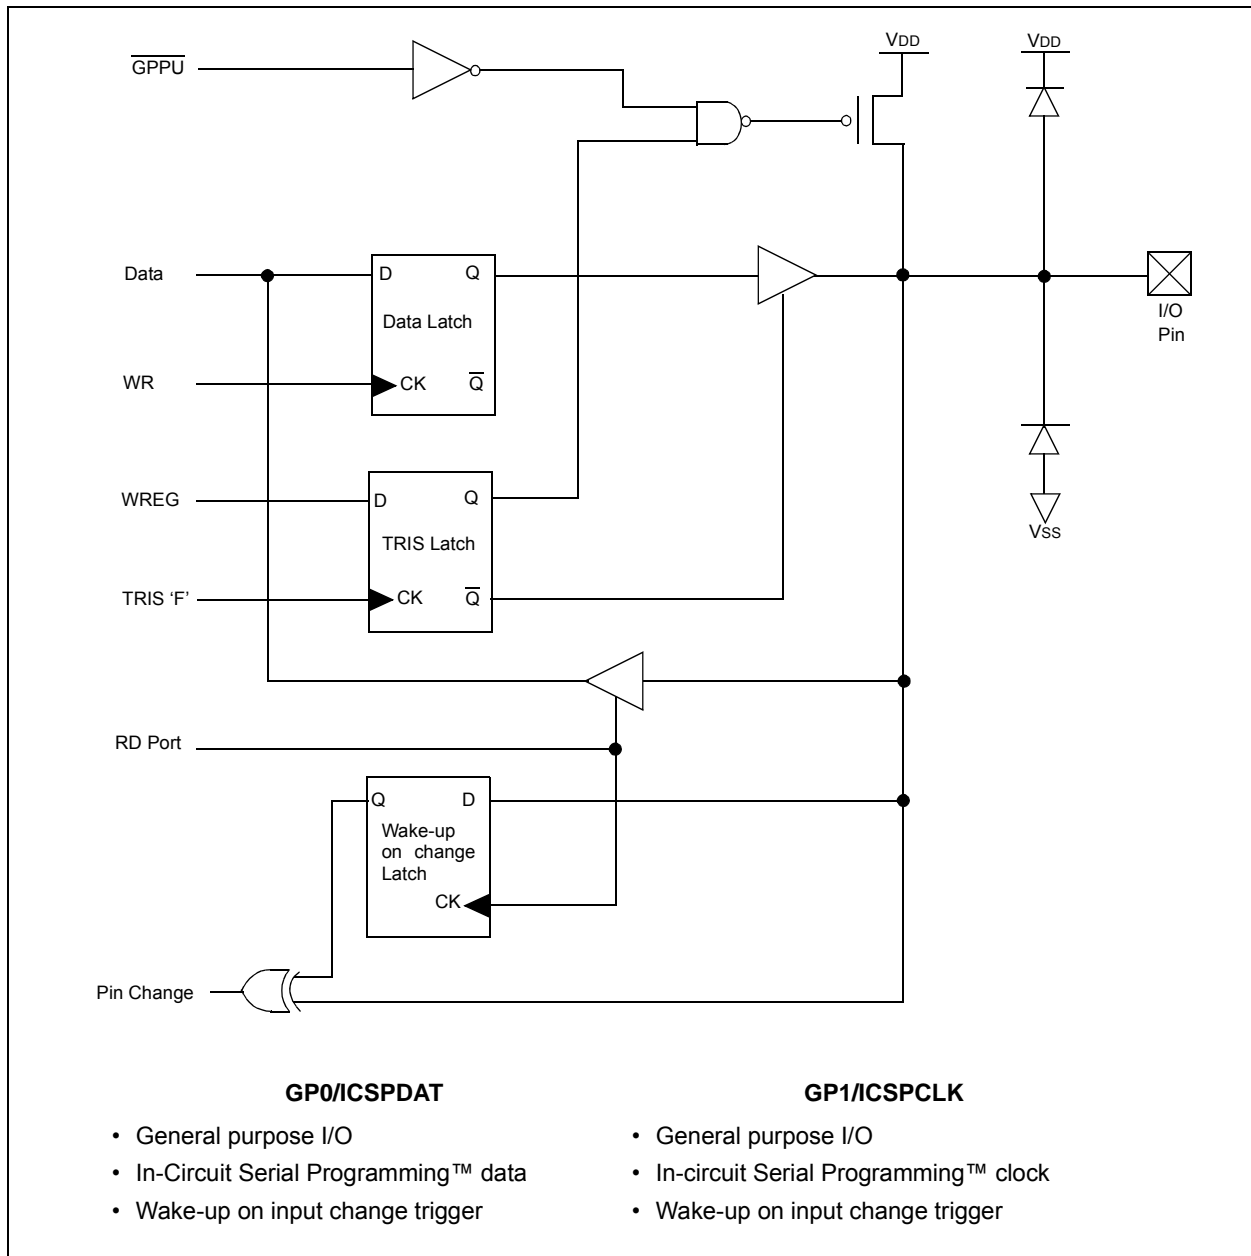 VDD VDD
G̅P̅P̅U̅
Data D Q
Data Latch
I/O
Pin
WR CK Q̅
WREG D Q
TRIS Latch
VSS
TRIS ‘F’ CK Q̅
RD Port
Q D
Wake-up
on change
Latch
CK
Pin Change
GP0/ICSPDAT
• General purpose I/O
• In-Circuit Serial Programming™ data
• Wake-up on input change trigger
GP1/ICSPCLK
• General purpose I/O
• In-circuit Serial Programming™ clock
• Wake-up on input change trigger